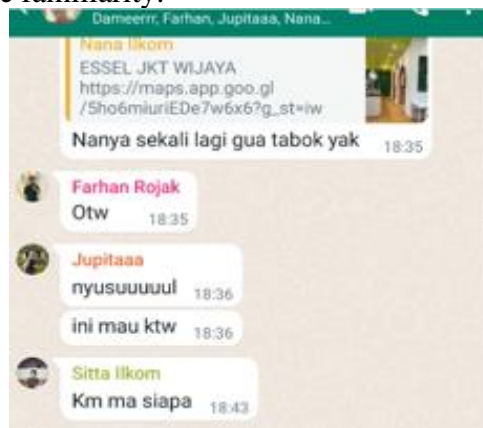 e familiarity.
Dameerrr, Farhan, Jupitaaa, Nana...
Nana Ilkom
ESSEL JKT WIJAYA
https://maps.app.goo.gl
/5ho6miuriEDe7w6x6?g_st=iw
Nanya sekali lagi gua tabok yak 18:35
Farhan Rojak
Otw 18:35
Jupitaaa
nyusuuuuul 18:36
ini mau ktw 18:36
Sitta Ilkom
Km ma siapa 18:43